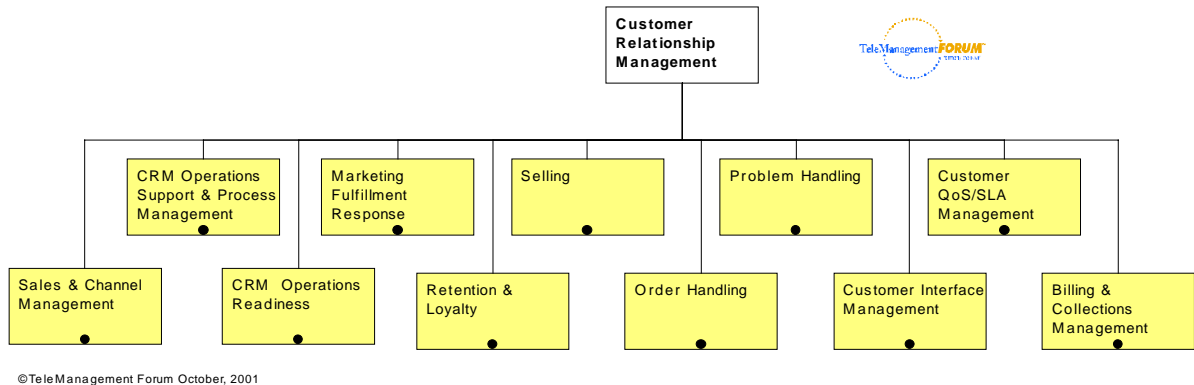 Customer
Relationship
Management
TeleManagement FORUM
CRM Operations
Support & Process
Management
Marketing
Fulfillment
Response
Selling
Problem Handling
Customer
QoS/SLA
Management
Sales & Channel
Management
CRM Operations
Readiness
Retention &
Loyalty
Order Handling
Customer Interface
Management
Billing &
Collections
Management
©TeleManagement Forum October, 2001